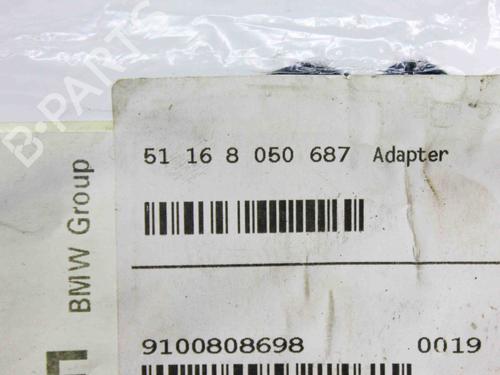 B-PARTS
51 16 8 050 687 Adapter
BMW Group
9100808698 0019